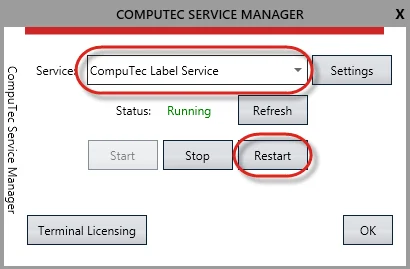 COMPUTEC SERVICE MANAGER X
CompuTec Service Manager
Service: CompuTec Label Service Settings
Status: Running Refresh
Start Stop Restart
Terminal Licensing OK